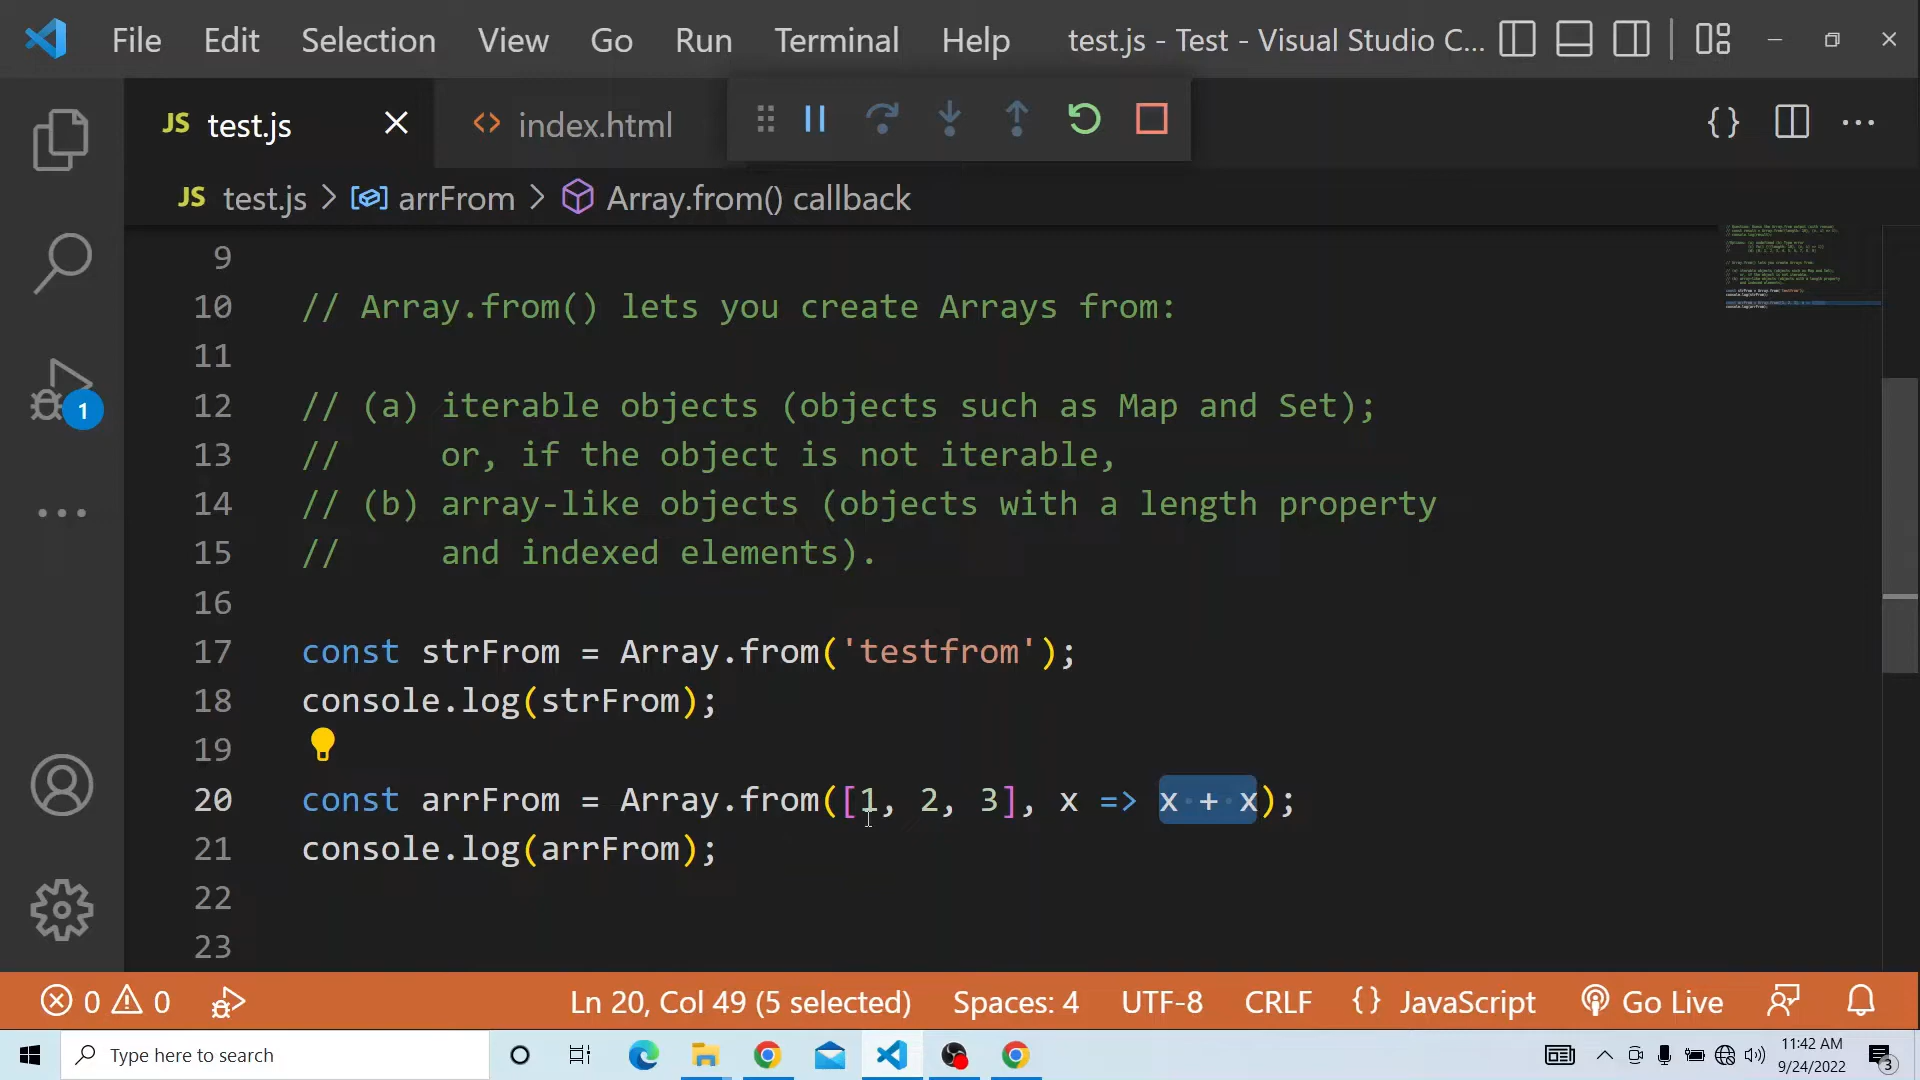 File Edit Selection View Go Run Terminal Help test.js - Test - Visual Studio C...
JS test.js index.html
JS test.js > arrFrom > Array.from() callback
9
10 // Array.from() lets you create Arrays from:
11
12 // (a) iterable objects (objects such as Map and Set);
13 //     or, if the object is not iterable,
14 // (b) array-like objects (objects with a length property
15 //     and indexed elements).
16
17 const strFrom = Array.from('testfrom');
18 console.log(strFrom);
19
20 const arrFrom = Array.from([1, 2, 3], x => x + x);
21 console.log(arrFrom);
22
23
1
0 0 Ln 20, Col 49 (5 selected) Spaces: 4 UTF-8 CRLF {} JavaScript Go Live
Type here to search
11:42 AM
9/24/2022
3